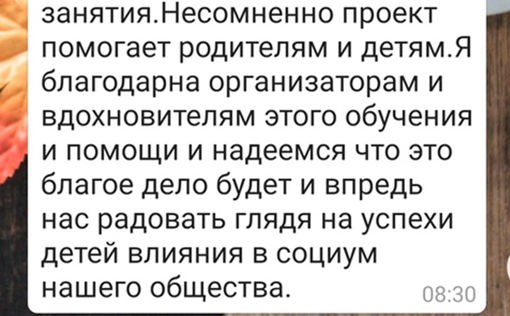 занятия.Несомненно проект
помогает родителям и детям.Я
благодарна организаторам и
вдохновителям этого обучения
и помощи и надеемся что это
благое дело будет и впредь
нас радовать глядя на успехи
детей влияния в социум
нашего общества.
08:30